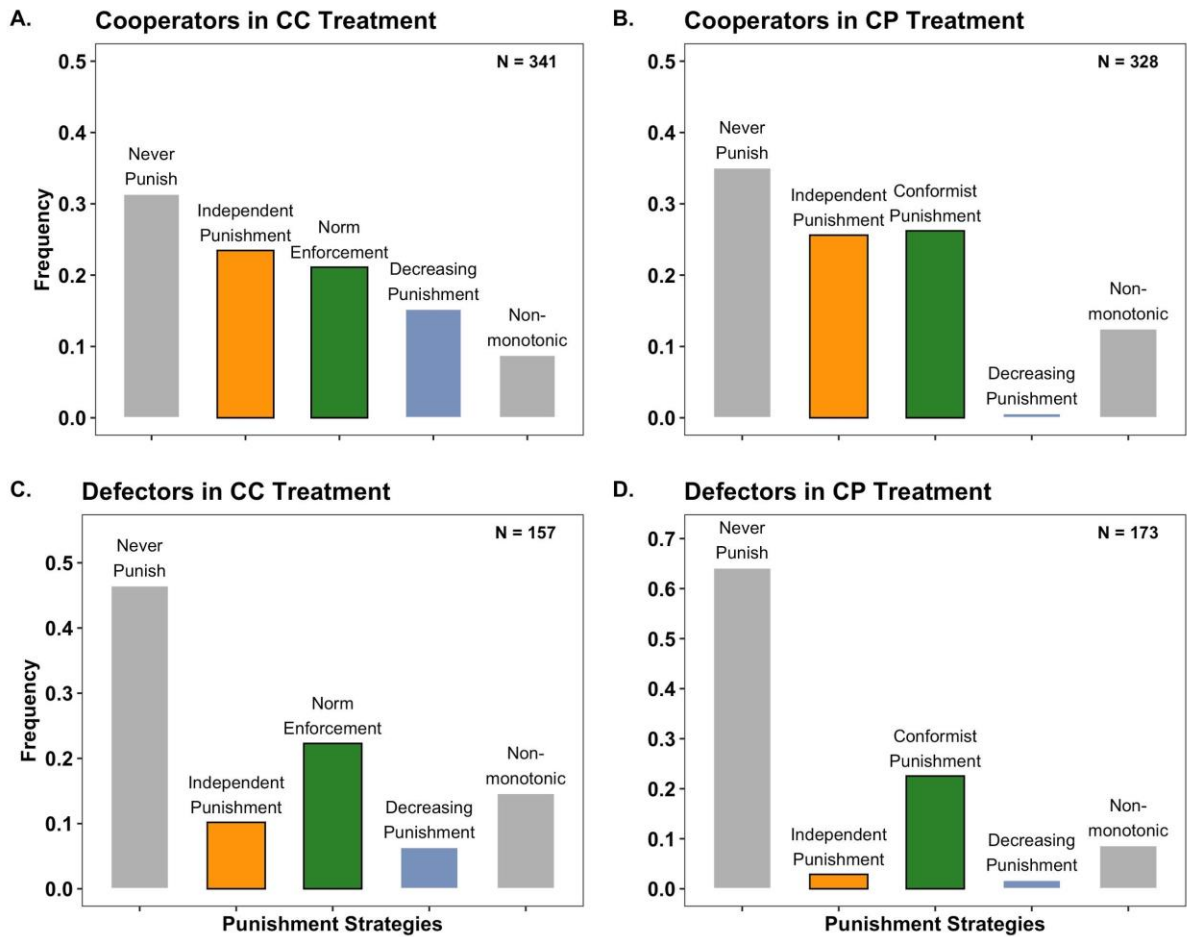 A. Cooperators in CC Treatment
N = 341
0.5
0.4
0.3
0.2
0.1
0.0
Frequency
Never
Punish
Independent
Punishment
Norm
Enforcement
Decreasing
Punishment
Non-
monotonic
B. Cooperators in CP Treatment
N = 328
0.5
0.4
0.3
0.2
0.1
0.0
Never
Punish
Independent
Punishment
Conformist
Punishment
Decreasing
Punishment
Non-
monotonic
C. Defectors in CC Treatment
N = 157
0.5
0.4
0.3
0.2
0.1
0.0
Frequency
Never
Punish
Independent
Punishment
Norm
Enforcement
Decreasing
Punishment
Non-
monotonic
Punishment Strategies
D. Defectors in CP Treatment
N = 173
0.7
0.6
0.5
0.4
0.3
0.2
0.1
0.0
Never
Punish
Independent
Punishment
Conformist
Punishment
Decreasing
Punishment
Non-
monotonic
Punishment Strategies